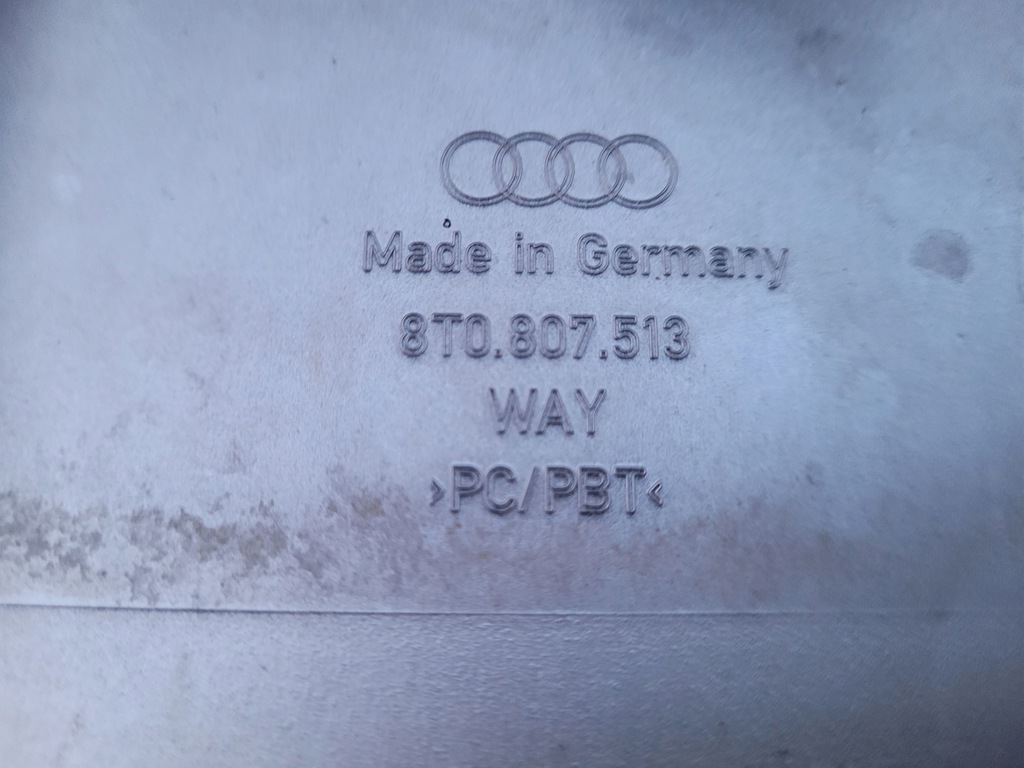 Made in Germany
8T0.807.513
WAY
>PC/PBT<